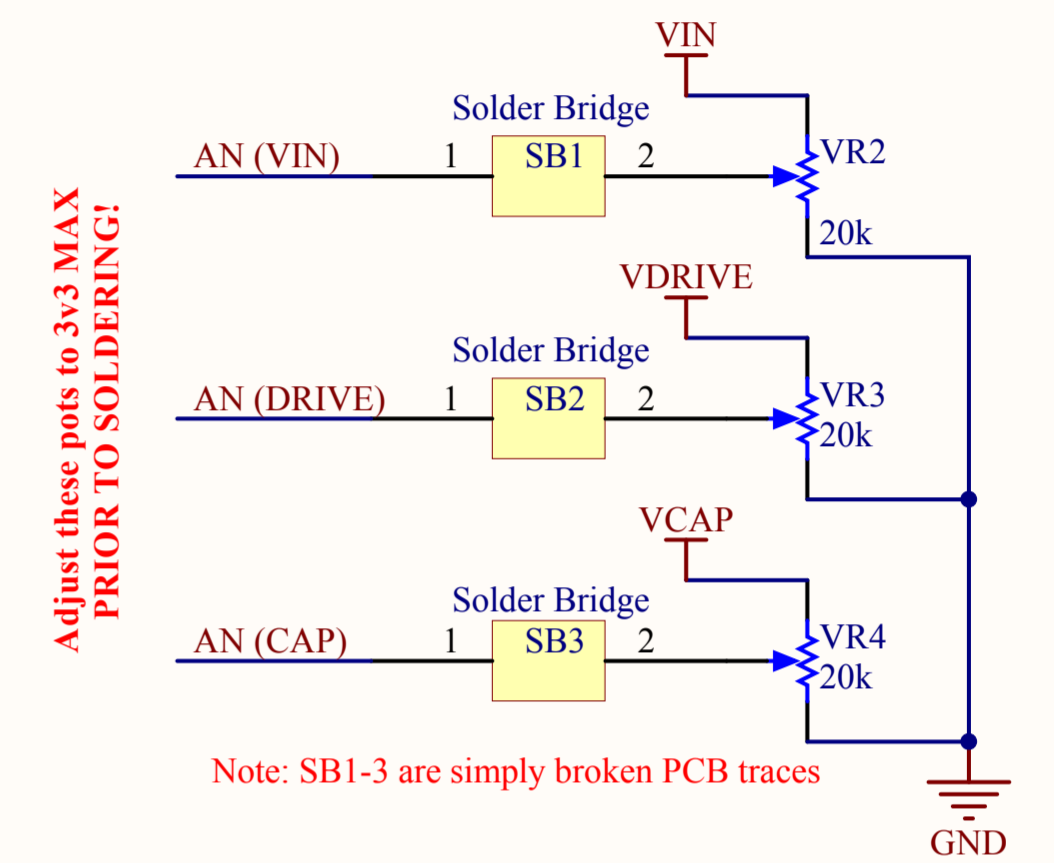 VIN
Solder Bridge
AN (VIN)
1
SB1
2
VR2
20k
VDRIVE
Solder Bridge
AN (DRIVE)
1
SB2
2
VR3
20k
VCAP
Solder Bridge
AN (CAP)
1
SB3
2
VR4
20k
Adjust these pots to 3v3 MAX
PRIOR TO SOLDERING!
Note: SB1-3 are simply broken PCB traces
GND